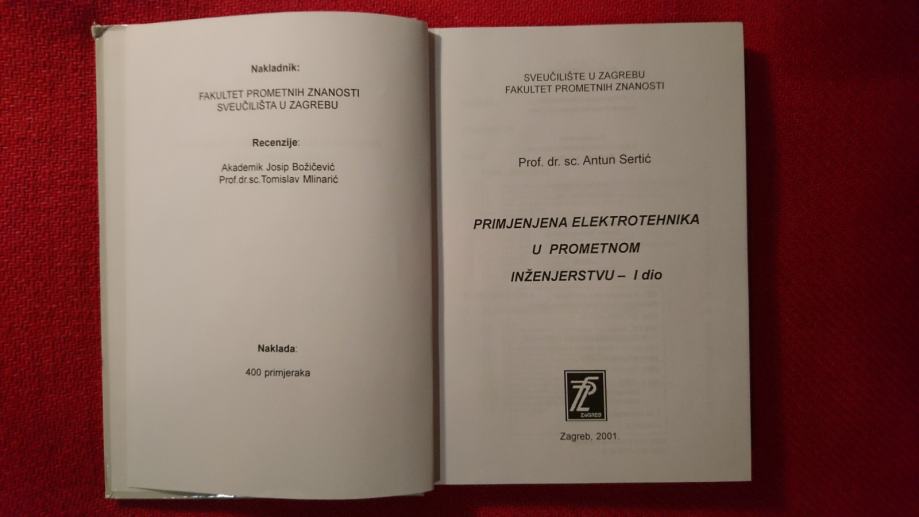 Nakladnik:
FAKULTET PROMETNIH ZNANOSTI
SVEUČILIŠTA U ZAGREBU
Recenzije:
Akademik Josip Božičević
Prof.dr.sc.Tomislav Mlinarić
Naklada:
400 primjeraka
SVEUČILIŠTE U ZAGREBU
FAKULTET PROMETNIH ZNANOSTI
Prof. dr. sc. Antun Sertić
PRIMJENJENA ELEKTROTEHNIKA
U PROMETNOM
INŽENJERSTVU – I dio
ZAGREB
Zagreb, 2001.